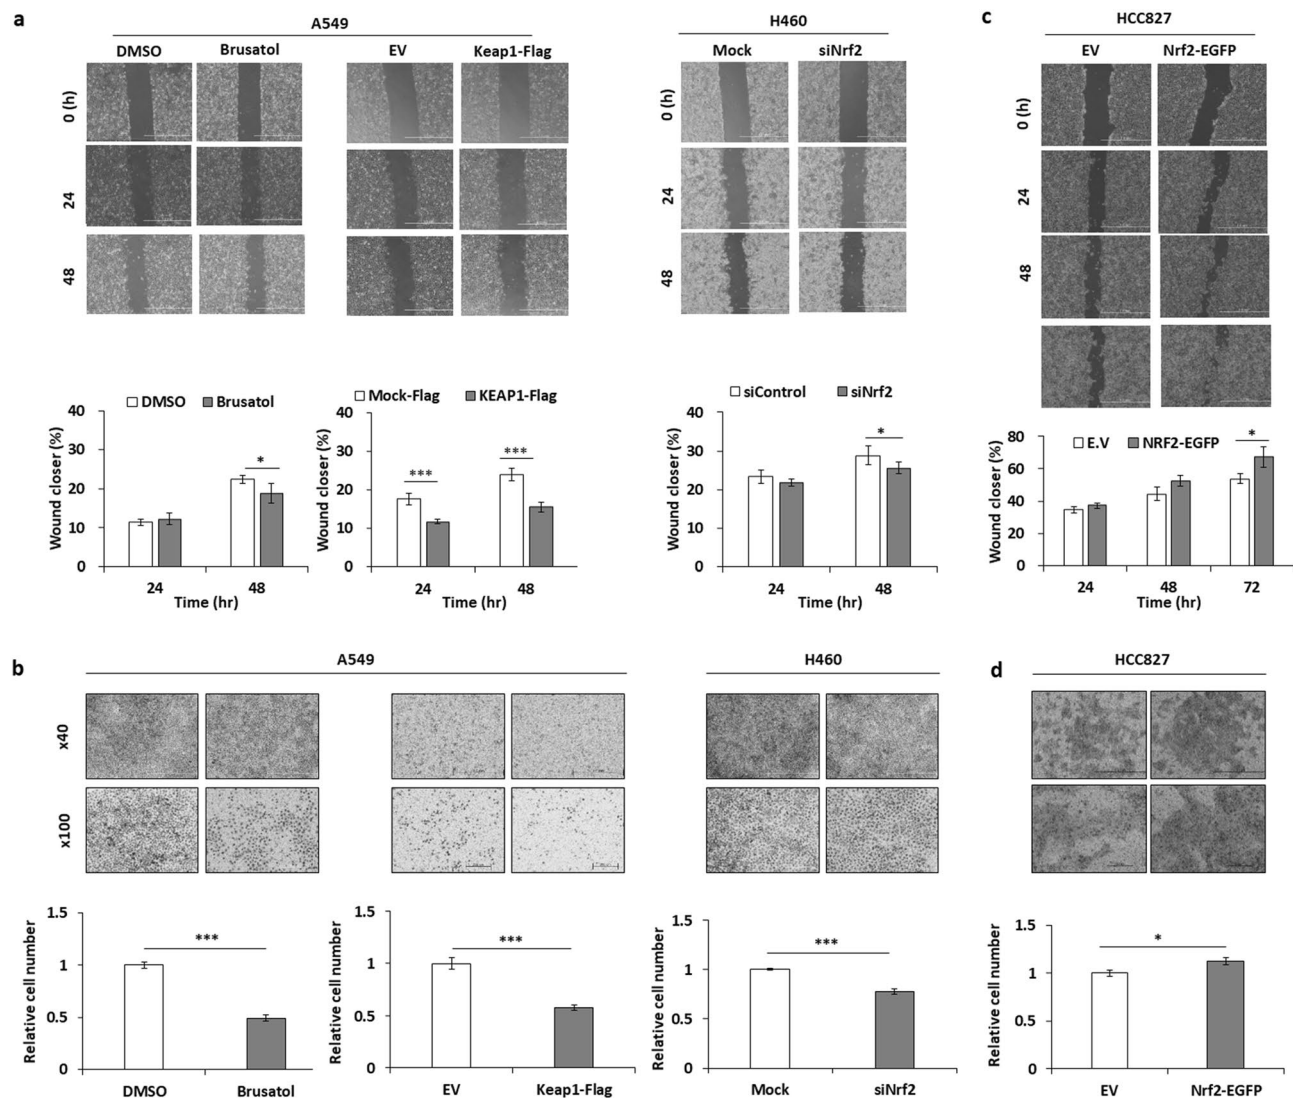 a
A549
DMSO Brusatol EV Keap1-Flag
0 (h)
24
48
H460
Mock siNrf2
c
HCC827
EV Nrf2-EGFP
0 (h)
24
48
DMSO Brusatol
Wound closer (%)
40
30
20
10
0
*
24 48
Time (hr)
Mock-Flag KEAP1-Flag
Wound closer (%)
40
30
20
10
0
*** ***
24 48
Time (hr)
siControl siNrf2
Wound closer (%)
40
30
20
10
0
*
24 48
Time (hr)
E.V NRF2-EGFP
Wound closer (%)
80
60
40
20
0
*
24 48 72
Time (hr)
b
A549
x40
x100
H460
d
HCC827
Relative cell number
1.5
1
0.5
0
***
DMSO Brusatol
Relative cell number
1.5
1
0.5
0
***
EV Keap1-Flag
Relative cell number
1.5
1
0.5
0
***
Mock siNrf2
Relative cell number
1.5
1
0.5
0
*
EV Nrf2-EGFP